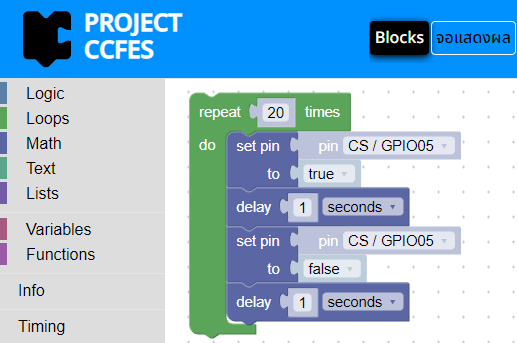 PROJECT
CCFES
Blocks จอแสดงผล
Logic
Loops
Math
Text
Lists
Variables
Functions
Info
Timing
repeat 20 times
do set pin pin CS / GPIO05
to true
delay 1 seconds
set pin pin CS / GPIO05
to false
delay 1 seconds